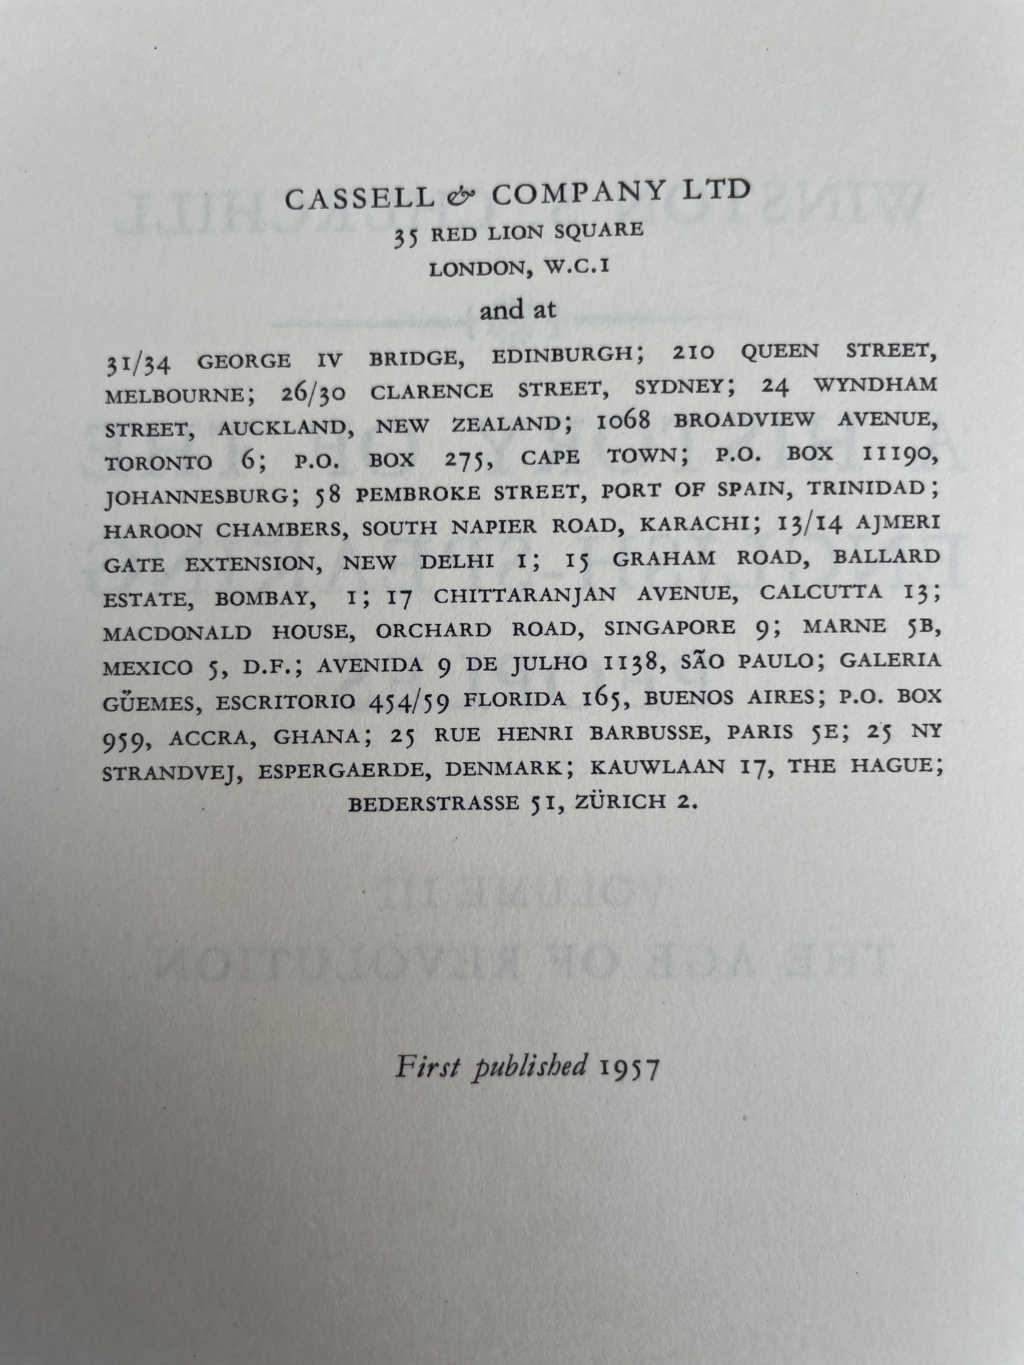 CASSELL & COMPANY LTD
35 RED LION SQUARE
LONDON, W.C.1
and at
31/34 GEORGE IV BRIDGE, EDINBURGH; 210 QUEEN STREET,
MELBOURNE; 26/30 CLARENCE STREET, SYDNEY; 24 WYNDHAM
STREET, AUCKLAND, NEW ZEALAND; 1068 BROADVIEW AVENUE,
TORONTO 6; P.O. BOX 275, CAPE TOWN; P.O. BOX 11190,
JOHANNESBURG; 58 PEMBROKE STREET, PORT OF SPAIN, TRINIDAD;
HAROON CHAMBERS, SOUTH NAPIER ROAD, KARACHI; 13/14 AJMERI
GATE EXTENSION, NEW DELHI 1; 15 GRAHAM ROAD, BALLARD
ESTATE, BOMBAY, 1; 17 CHITTARANJAN AVENUE, CALCUTTA 13;
MACDONALD HOUSE, ORCHARD ROAD, SINGAPORE 9; MARNE 5B,
MEXICO 5, D.F.; AVENIDA 9 DE JULHO 1138, SÃO PAULO; GALERIA
GÜEMES, ESCRITORIO 454/59 FLORIDA 165, BUENOS AIRES; P.O. BOX
959, ACCRA, GHANA; 25 RUE HENRI BARBUSSE, PARIS 5E; 25 NY
STRANDVEJ, ESPERGAERDE, DENMARK; KAUWLAAN 17, THE HAGUE;
BEDERSTRASSE 51, ZÜRICH 2.
VOLUME III
THE AGE OF REVOLUTION
First published 1957